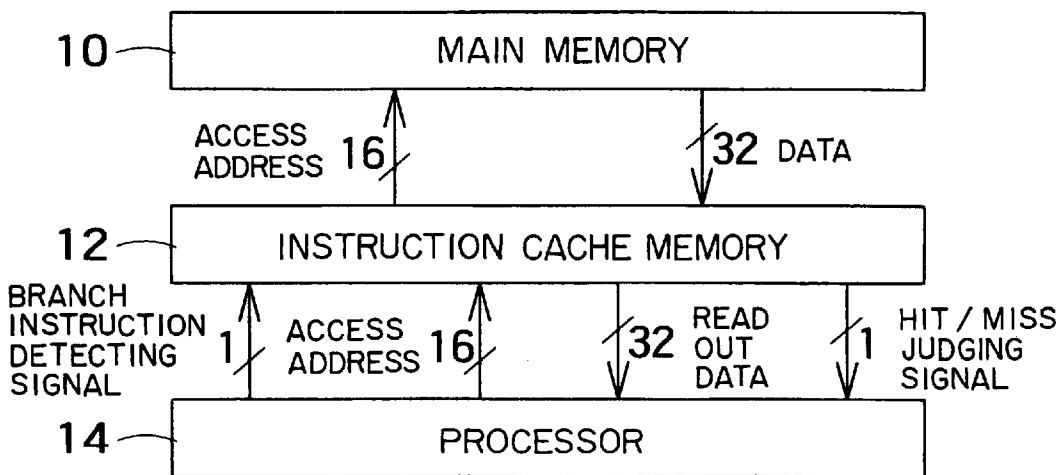 10
MAIN MEMORY
ACCESS
ADDRESS
16
32 DATA
12
INSTRUCTION CACHE MEMORY
BRANCH
INSTRUCTION
DETECTING
SIGNAL
1
ACCESS
ADDRESS
16
32
READ
OUT
DATA
1
HIT / MISS
JUDGING
SIGNAL
14
PROCESSOR